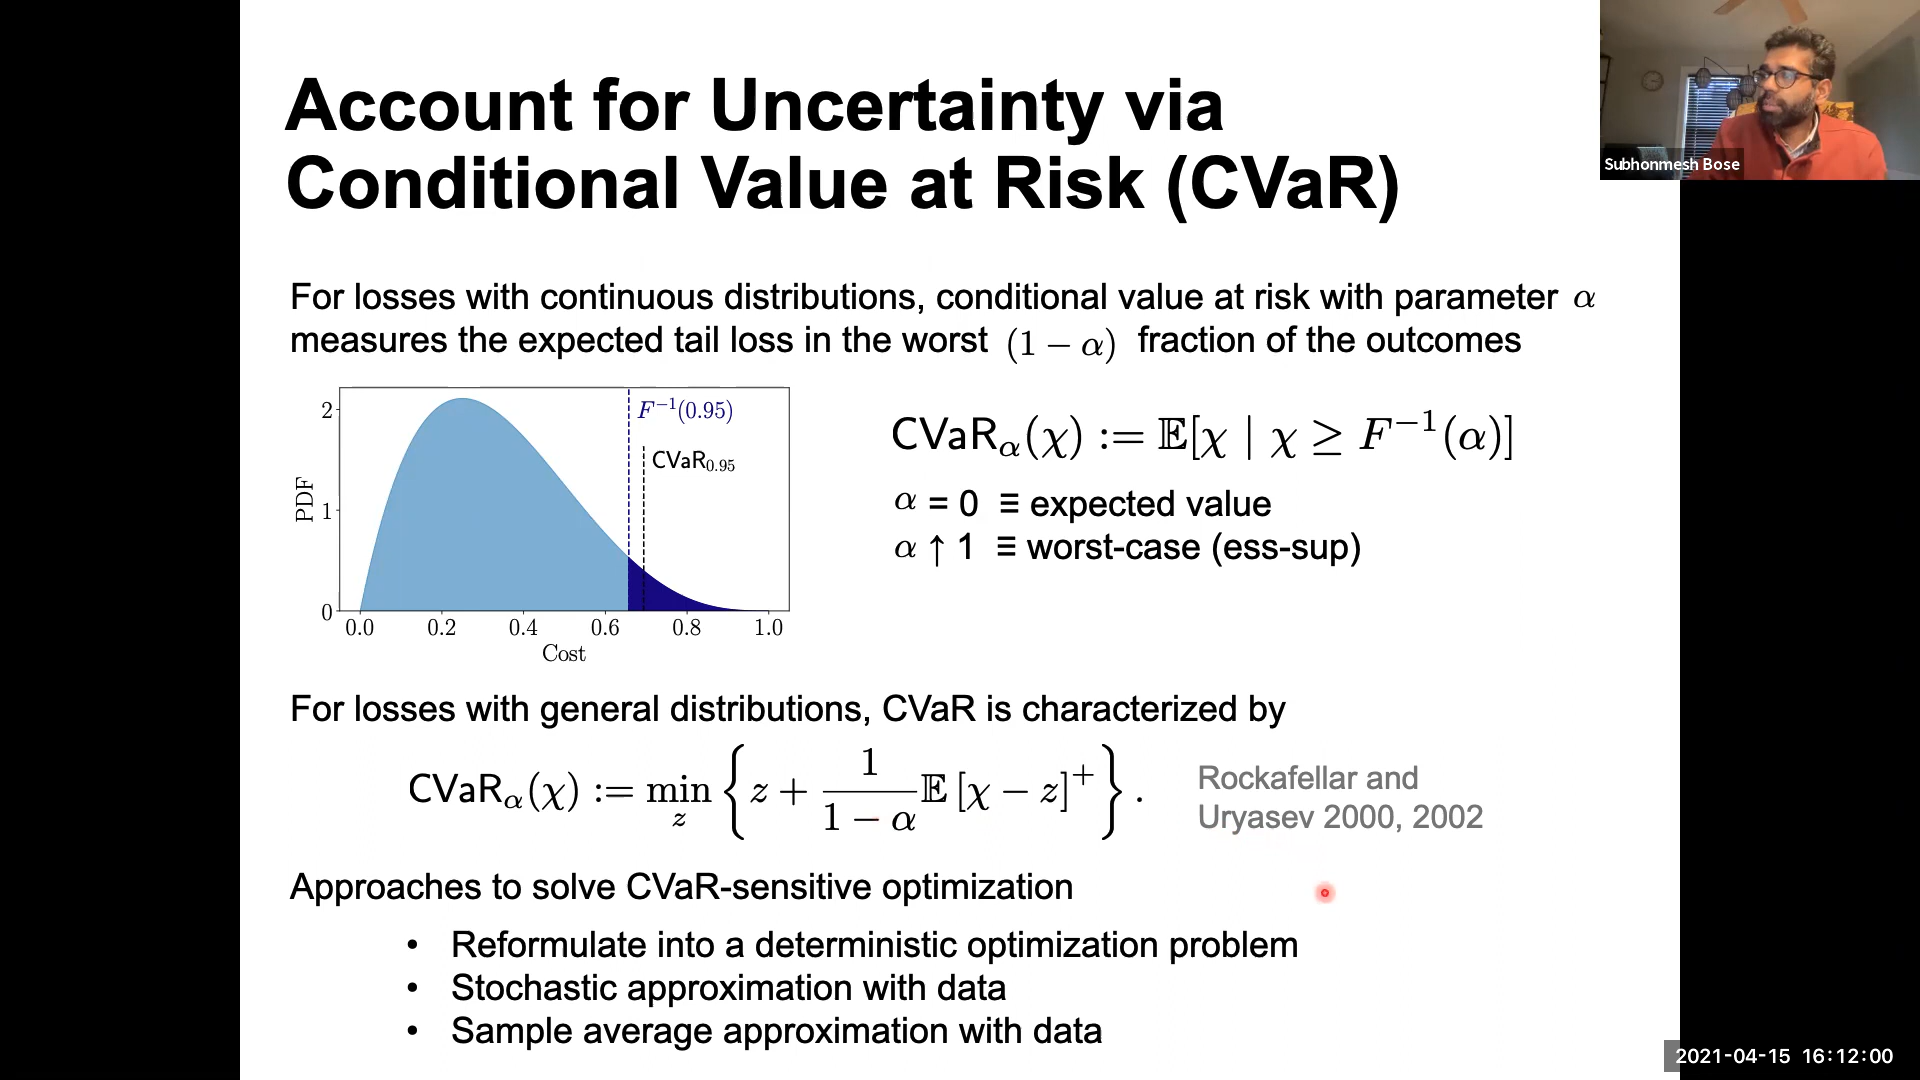 Account for Uncertainty via
Conditional Value at Risk (CVaR)
Subhonmesh Bose
For losses with continuous distributions, conditional value at risk with parameter α
measures the expected tail loss in the worst (1 − α) fraction of the outcomes
2
1
0
PDF
F⁻¹(0.95)
CVaR₀.₉₅
0.0 0.2 0.4 0.6 0.8 1.0
Cost
CVaRα(χ) := 𝔼[χ | χ ≥ F⁻¹(α)]
α = 0 ≡ expected value
α ↑ 1 ≡ worst-case (ess-sup)
For losses with general distributions, CVaR is characterized by
CVaRα(χ) := min_z { z + \frac{1}{1 − α} 𝔼 [χ − z]⁺ } .
Rockafellar and
Uryasev 2000, 2002
Approaches to solve CVaR-sensitive optimization
• Reformulate into a deterministic optimization problem
• Stochastic approximation with data
• Sample average approximation with data
2021-04-15 16:12:00